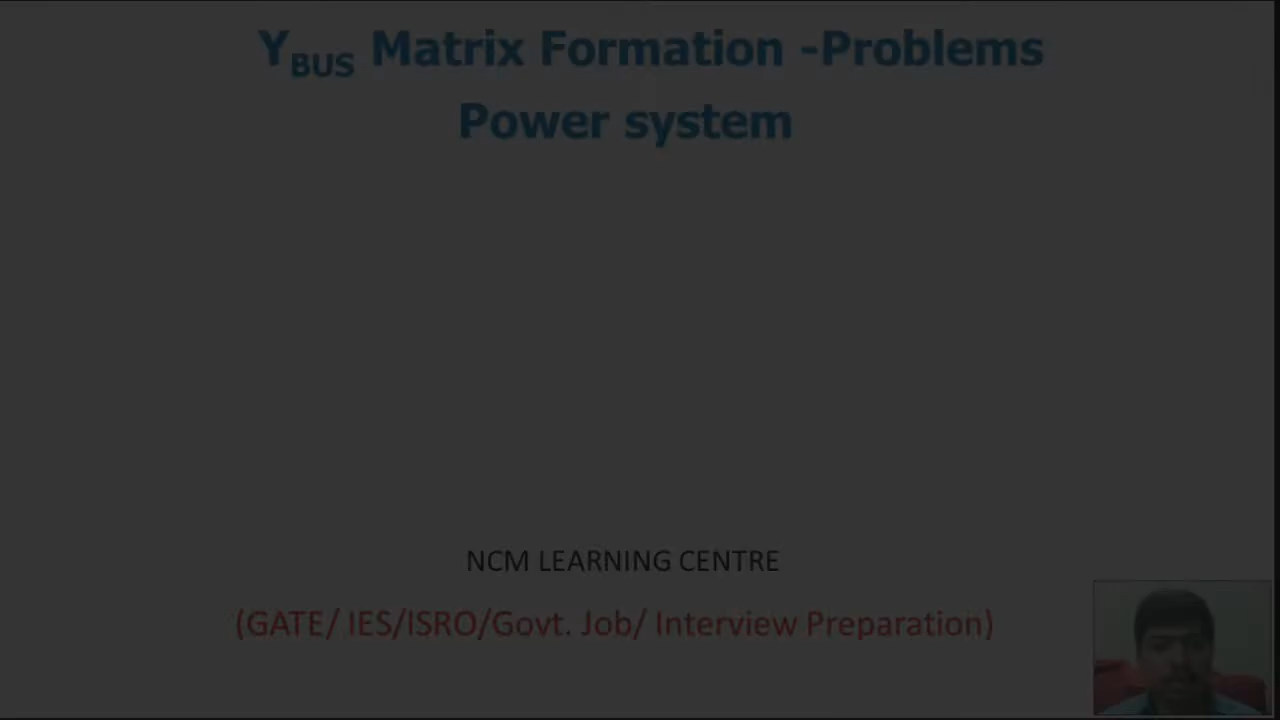 YBUS Matrix Formation -Problems
Power system
NCM LEARNING CENTRE
(GATE/ IES/ISRO/Govt. Job/ Interview Preparation)